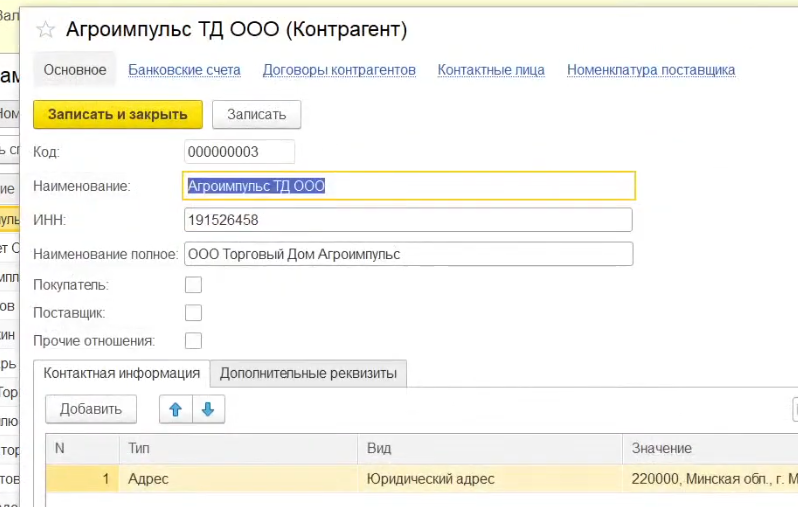 Агроимпульс ТД ООО (Контрагент)
Основное Банковские счета Договоры контрагентов Контактные лица Номенклатура поставщика
Записать и закрыть Записать
Код: 000000003
Наименование: Агроимпульс ТД ООО
ИНН: 191526458
Наименование полное: ООО Торговый Дом Агроимпульс
Покупатель:
Поставщик:
Прочие отношения:
Контактная информация Дополнительные реквизиты
Добавить
N Тип Вид Значение
1 Адрес Юридический адрес 220000, Минская обл., г. М